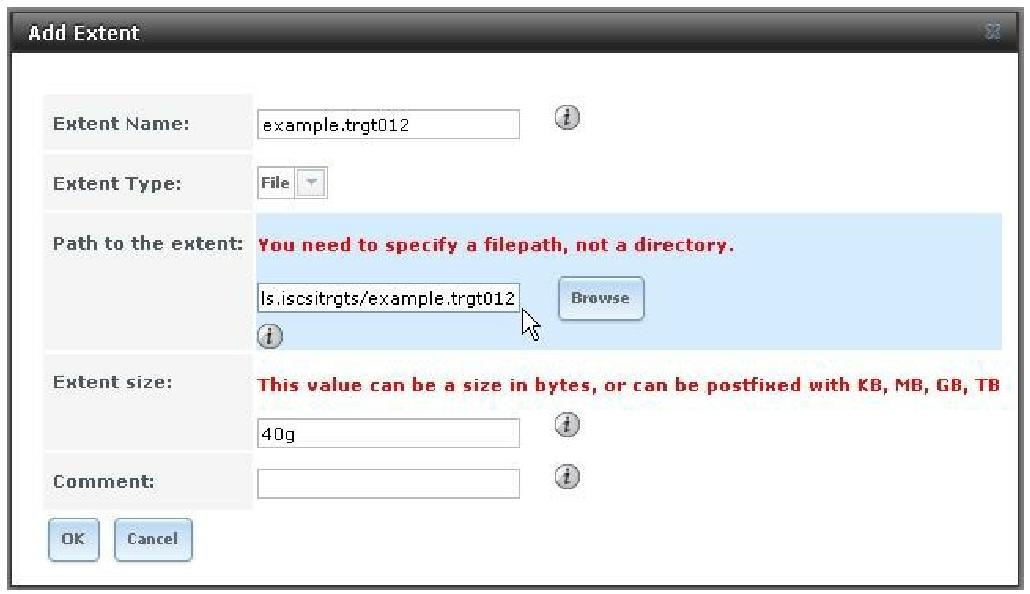 Add Extent
Extent Name:
example.trgt012
Extent Type:
File
Path to the extent:
You need to specify a filepath, not a directory.
ls.iscsitrgts/example.trgt012
Browse
Extent size:
This value can be a size in bytes, or can be postfixed with KB, MB, GB, TB
40g
Comment:
OK
Cancel